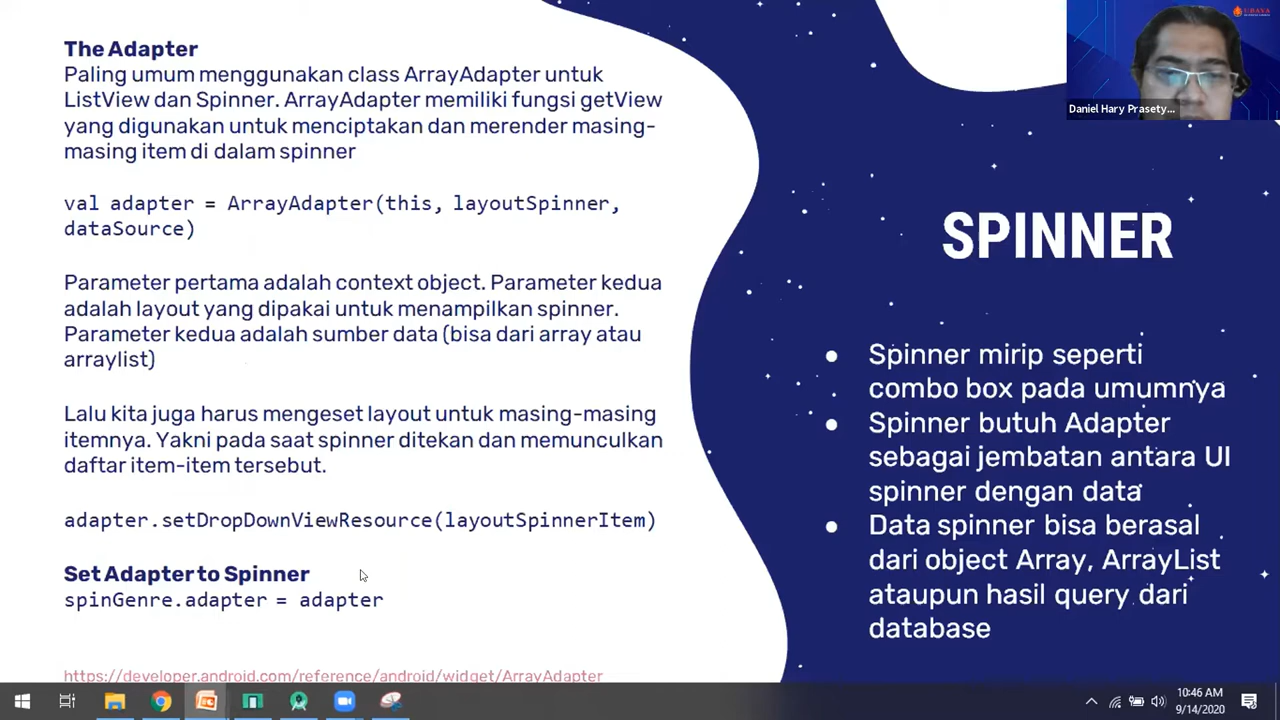 The Adapter
Paling umum menggunakan class ArrayAdapter untuk
ListView dan Spinner. ArrayAdapter memiliki fungsi getView
yang digunakan untuk menciptakan dan merender masing-
masing item di dalam spinner
val adapter = ArrayAdapter(this, layoutSpinner,
dataSource)
Parameter pertama adalah context object. Parameter kedua
adalah layout yang dipakai untuk menampilkan spinner.
Parameter kedua adalah sumber data (bisa dari array atau
arraylist)
Lalu kita juga harus mengeset layout untuk masing-masing
itemnya. Yakni pada saat spinner ditekan dan memunculkan
daftar item-item tersebut.
adapter.setDropDownViewResource(layoutSpinnerItem)
Set Adapter to Spinner
spinGenre.adapter = adapter
https://developer.android.com/reference/android/widget/ArrayAdapter
UBAYA
Daniel Hary Prasety...
SPINNER
● Spinner mirip seperti
combo box pada umumnya
● Spinner butuh Adapter
sebagai jembatan antara UI
spinner dengan data
● Data spinner bisa berasal
dari object Array, ArrayList
ataupun hasil query dari
database
10:46 AM
9/14/2020